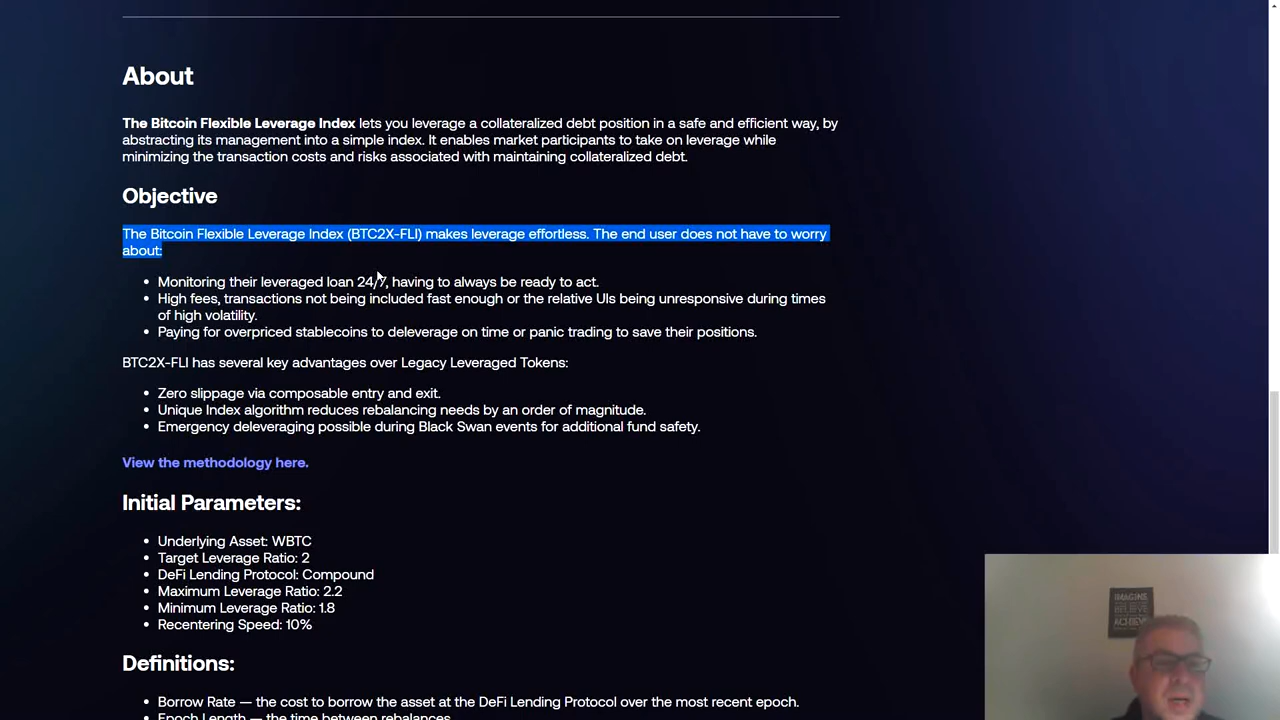 About
The Bitcoin Flexible Leverage Index lets you leverage a collateralized debt position in a safe and efficient way, by
abstracting its management into a simple index. It enables market participants to take on leverage while
minimizing the transaction costs and risks associated with maintaining collateralized debt.
Objective
The Bitcoin Flexible Leverage Index (BTC2X-FLI) makes leverage effortless. The end user does not have to worry
about:
• Monitoring their leveraged loan 24/7, having to always be ready to act.
• High fees, transactions not being included fast enough or the relative UIs being unresponsive during times
of high volatility.
• Paying for overpriced stablecoins to deleverage on time or panic trading to save their positions.
BTC2X-FLI has several key advantages over Legacy Leveraged Tokens:
• Zero slippage via composable entry and exit.
• Unique Index algorithm reduces rebalancing needs by an order of magnitude.
• Emergency deleveraging possible during Black Swan events for additional fund safety.
View the methodology here.
Initial Parameters:
• Underlying Asset: WBTC
• Target Leverage Ratio: 2
• DeFi Lending Protocol: Compound
• Maximum Leverage Ratio: 2.2
• Minimum Leverage Ratio: 1.8
• Recentering Speed: 10%
Definitions:
• Borrow Rate — the cost to borrow the asset at the DeFi Lending Protocol over the most recent epoch.
• Epoch Length — the time between rebalances
IMAGINE
BELIEVE
ACHIEVE